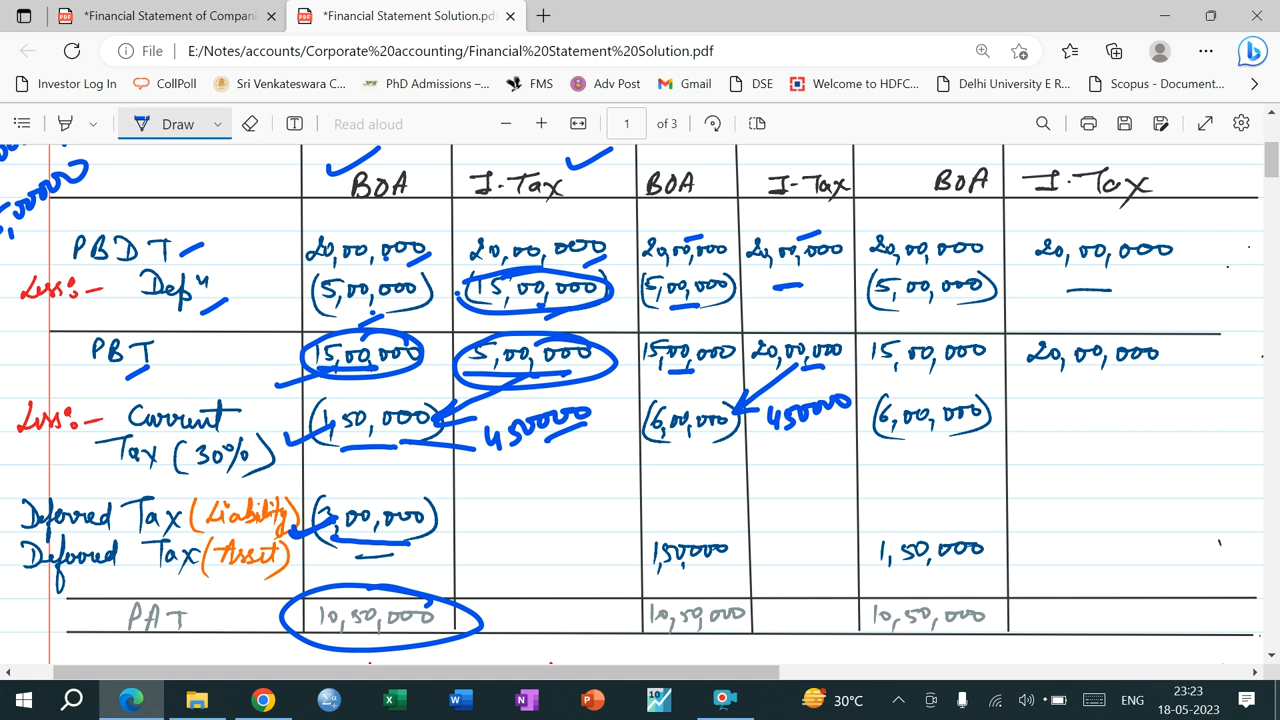 *Financial Statement of Compani
*Financial Statement Solution.pdf
File E:/Notes/accounts/Corporate%20accounting/Financial%20Statement%20Solution.pdf
Investor Log In CollPoll Sri Venkateswara C... PhD Admissions –... FMS Adv Post Gmail DSE Welcome to HDFC... Delhi University E R... Scopus - Document...
Draw Read aloud 1 of 3
BOA I-Tax BOA I-Tax BOA I-Tax
PBDT 20,00,000 20,00,000 20,00,000 20,00,000 20,00,000 20,00,000
Less:- Depn (5,00,000) (15,00,000) (5,00,000) — (5,00,000) —
PBT 15,00,000 5,00,000 15,00,000 20,00,000 15,00,000 20,00,000
Less:- Current (1,50,000) 450000 (6,00,000) 450000 (6,00,000)
Tax (30%)
Deferred Tax (Liability) (3,00,000)
Deferred Tax (Asset) 1,50,000 1,50,000
PAT 10,50,000 10,50,000 10,50,000
30°C ENG 23:23
18-05-2023